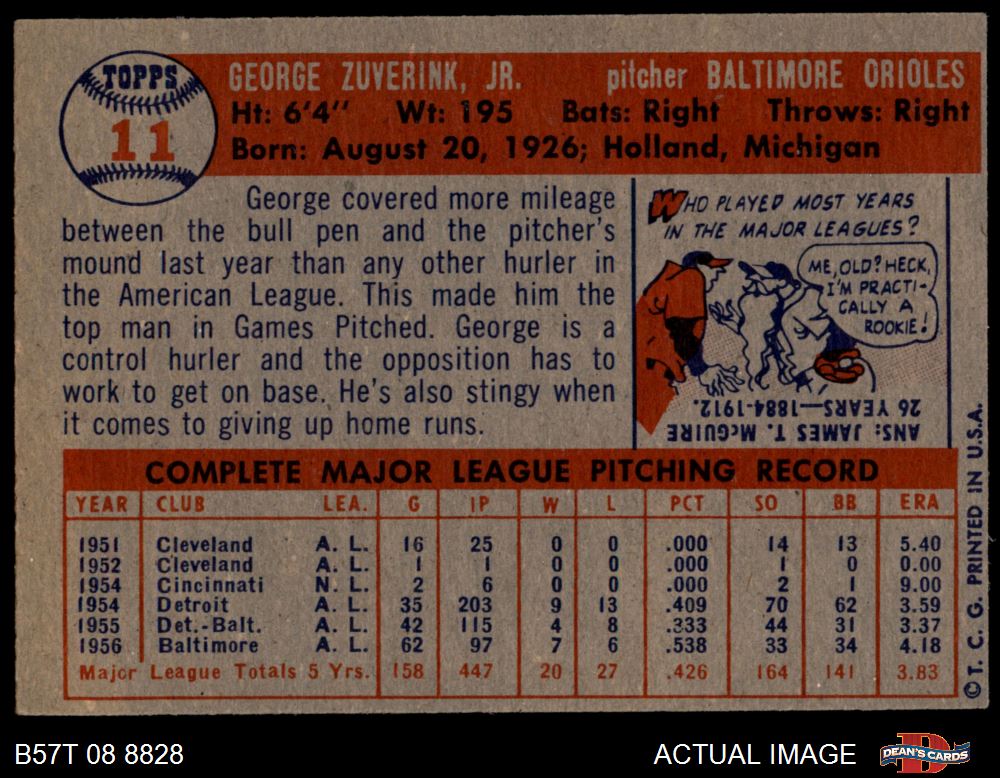 TOPPS
11
GEORGE ZUVERINK, JR. pitcher BALTIMORE ORIOLES
Ht: 6'4" Wt: 195 Bats: Right Throws: Right
Born: August 20, 1926; Holland, Michigan
George covered more mileage
between the bull pen and the pitcher's
mound last year than any other hurler in
the American League. This made him the
top man in Games Pitched. George is a
control hurler and the opposition has to
work to get on base. He's also stingy when
it comes to giving up home runs.
WHO PLAYED MOST YEARS
IN THE MAJOR LEAGUES?
ME, OLD? HECK,
I'M PRACTI-
CALLY A
ROOKIE!
ANS: JAMES T. McGUIRE
26 YEARS—1884-1912.
COMPLETE MAJOR LEAGUE PITCHING RECORD
YEAR CLUB LEA. G IP W L PCT SO BB ERA
1951 Cleveland A. L. 16 25 0 0 .000 14 13 5.40
1952 Cleveland A. L. 1 1 0 0 .000 1 0 0.00
1954 Cincinnati N. L. 2 6 0 0 .000 2 1 9.00
1954 Detroit A. L. 35 203 9 13 .409 70 62 3.59
1955 Det.-Balt. A. L. 42 115 4 8 .333 44 31 3.37
1956 Baltimore A. L. 62 97 7 6 .538 33 34 4.18
Major League Totals 5 Yrs. 158 447 20 27 .426 164 141 3.83
© T. C. G. PRINTED IN U.S.A.
B57T 08 8828 ACTUAL IMAGE
DEAN'S CARDS